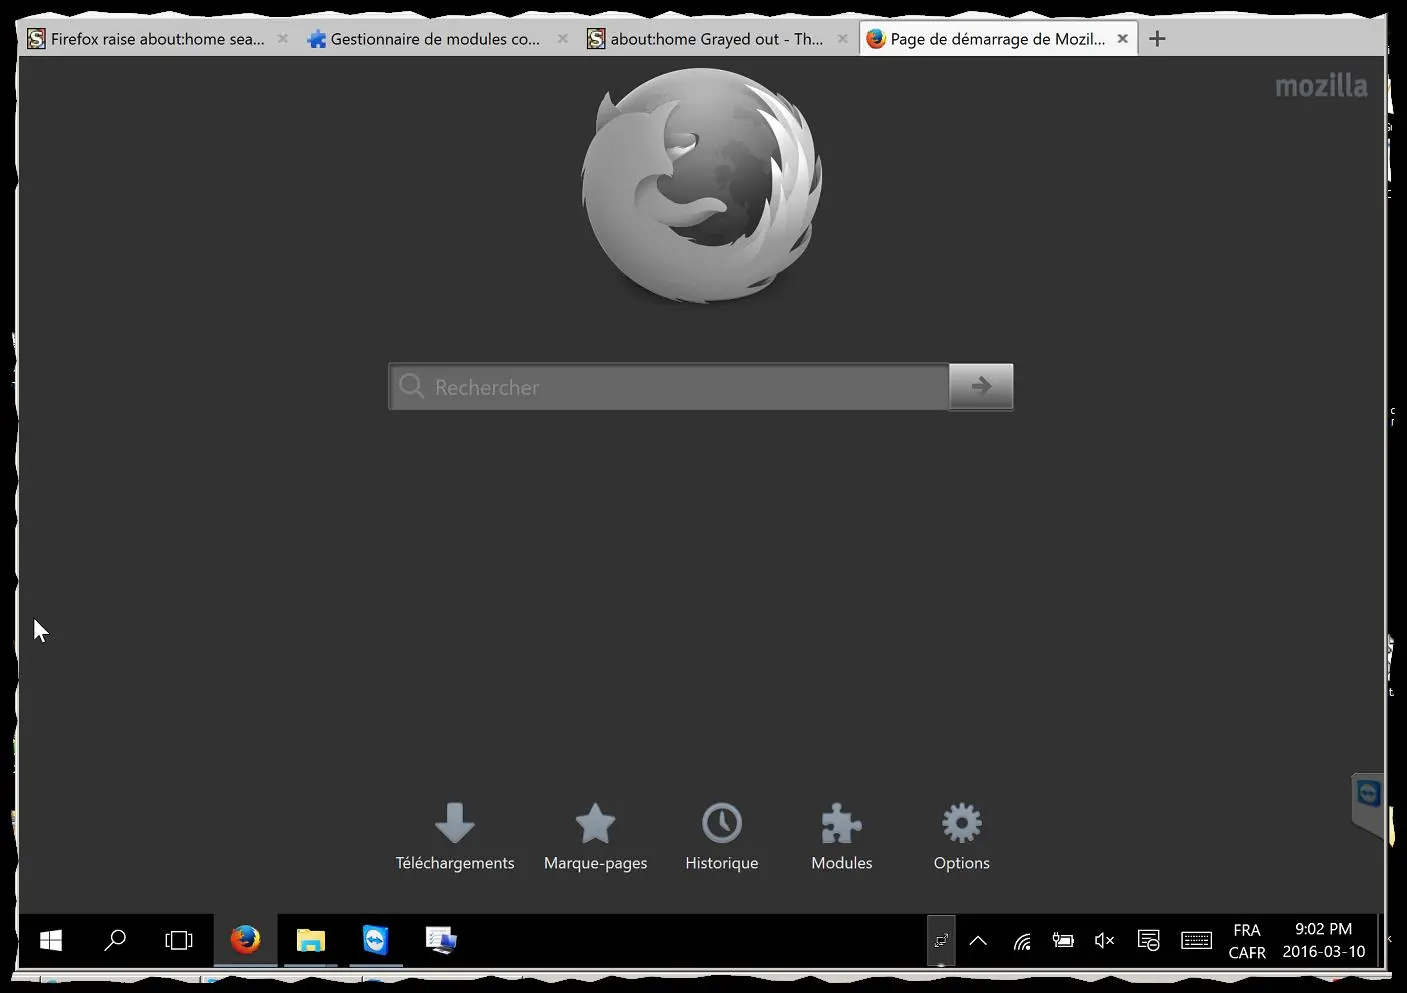 Firefox raise about:home sea...
Gestionnaire de modules co...
about:home Grayed out - Th...
Page de démarrage de Mozil...
mozilla
Rechercher
Téléchargements
Marque-pages
Historique
Modules
Options
FRA
CAFR
9:02 PM
2016-03-10